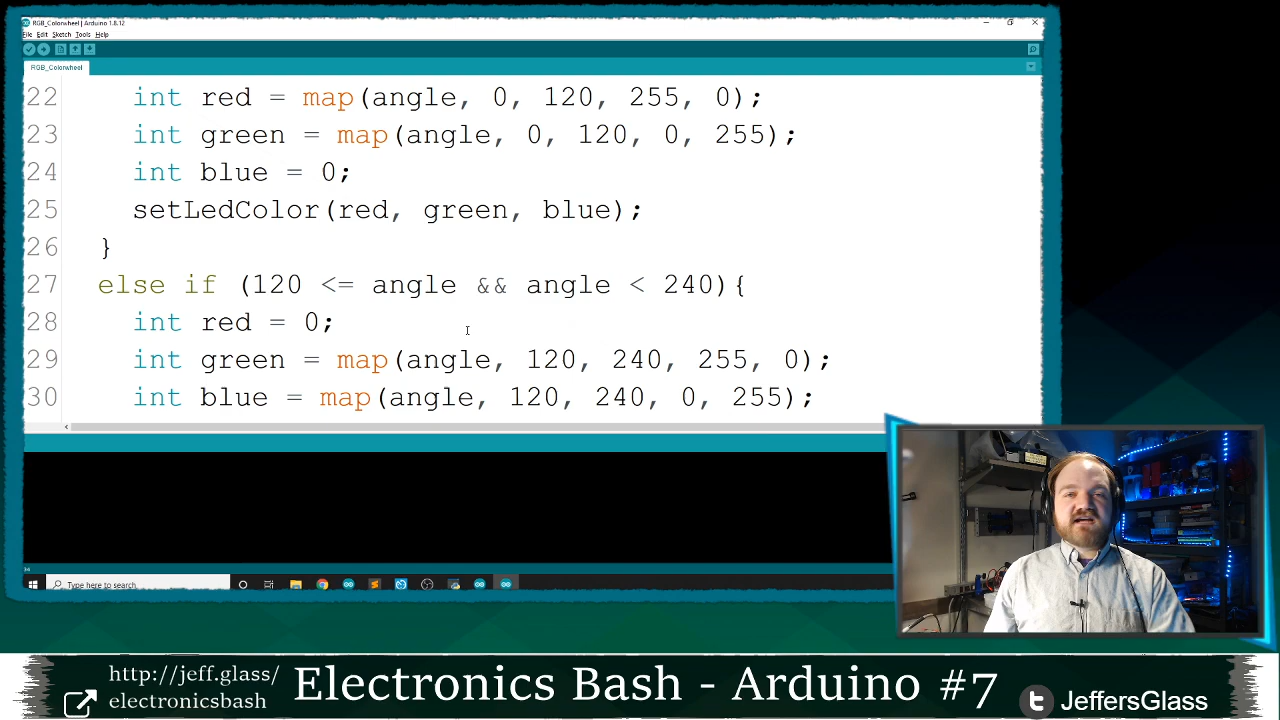 RGB_Colorwheel | Arduino 1.8.12
File Edit Sketch Tools Help
RGB_Colorwheel
22 int red = map(angle, 0, 120, 255, 0);
23 int green = map(angle, 0, 120, 0, 255);
24 int blue = 0;
25 setLedColor(red, green, blue);
26 }
27 else if (120 <= angle && angle < 240){
28 int red = 0;
29 int green = map(angle, 120, 240, 255, 0);
30 int blue = map(angle, 120, 240, 0, 255);
Type here to search
http://jeff.glass/
electronicsbash
Electronics Bash - Arduino #7
JeffersGlass